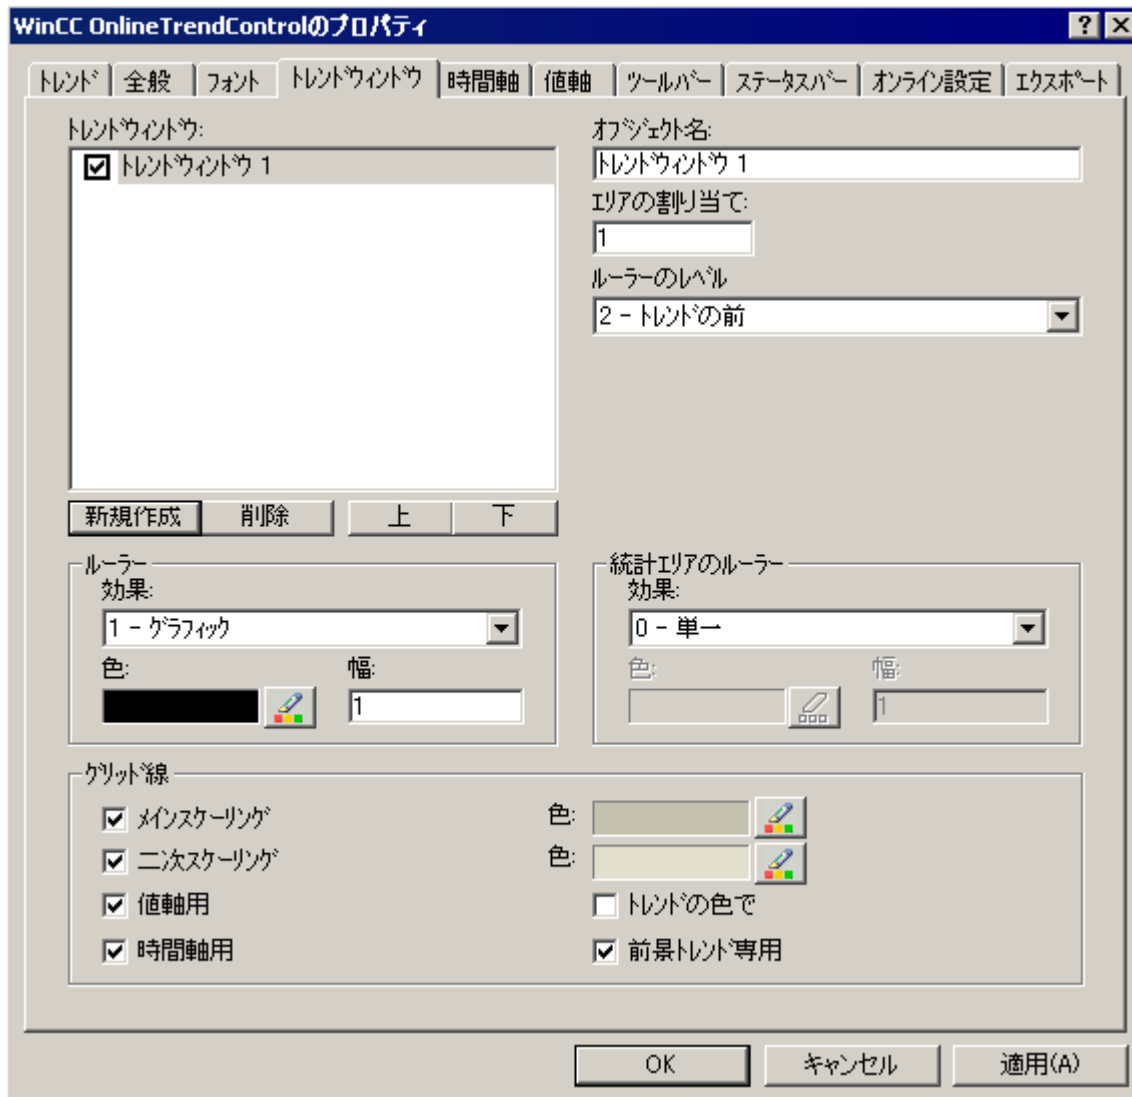 WinCC OnlineTrendControlのプロパティ
トレンド 全般 フォント トレンドウィンドウ 時間軸 値軸 ツールバー ステータスバー オンライン設定 エクスポート
トレンドウィンドウ:
トレンドウィンドウ 1
オブジェクト名:
トレンドウィンドウ 1
エリアの割り当て:
1
ルーラーのレベル
2 - トレンドの前
新規作成 削除 上 下
ルーラー
効果:
1 - グラフィック
色: 幅:
1
統計エリアのルーラー
効果:
0 - 単一
色: 幅:
1
グリッド線
メインスケーリング 色:
二次スケーリング 色:
値軸用 トレンドの色で
時間軸用 前景トレンド専用
OK キャンセル 適用(A)